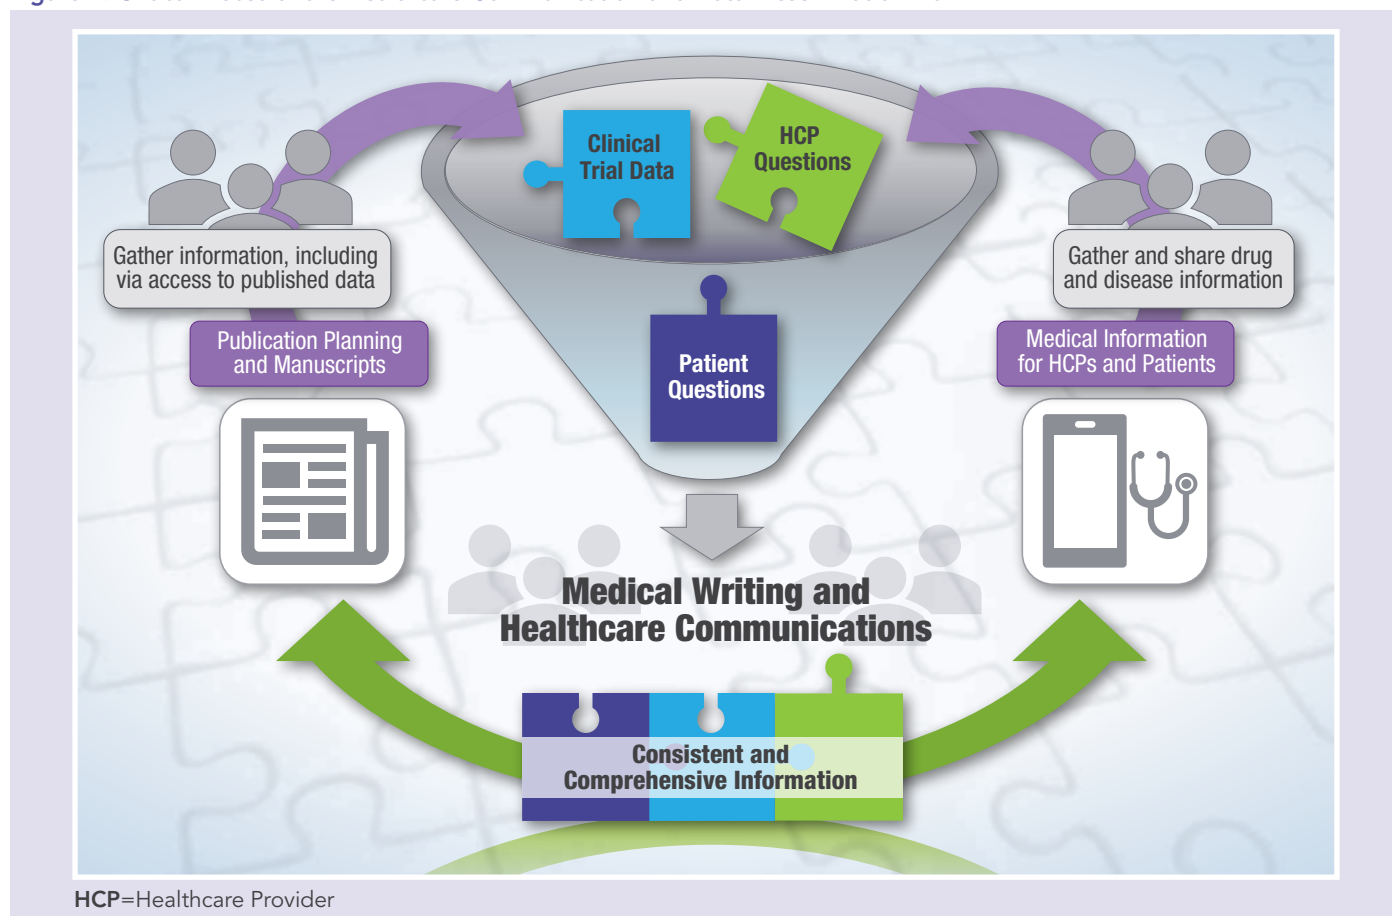 Clinical
Trial Data
HCP
Questions
Gather information, including
via access to published data
Gather and share drug
and disease information
Publication Planning
and Manuscripts
Patient
Questions
Medical Information
for HCPs and Patients
Medical Writing and
Healthcare Communications
Consistent and
Comprehensive Information
HCP=Healthcare Provider